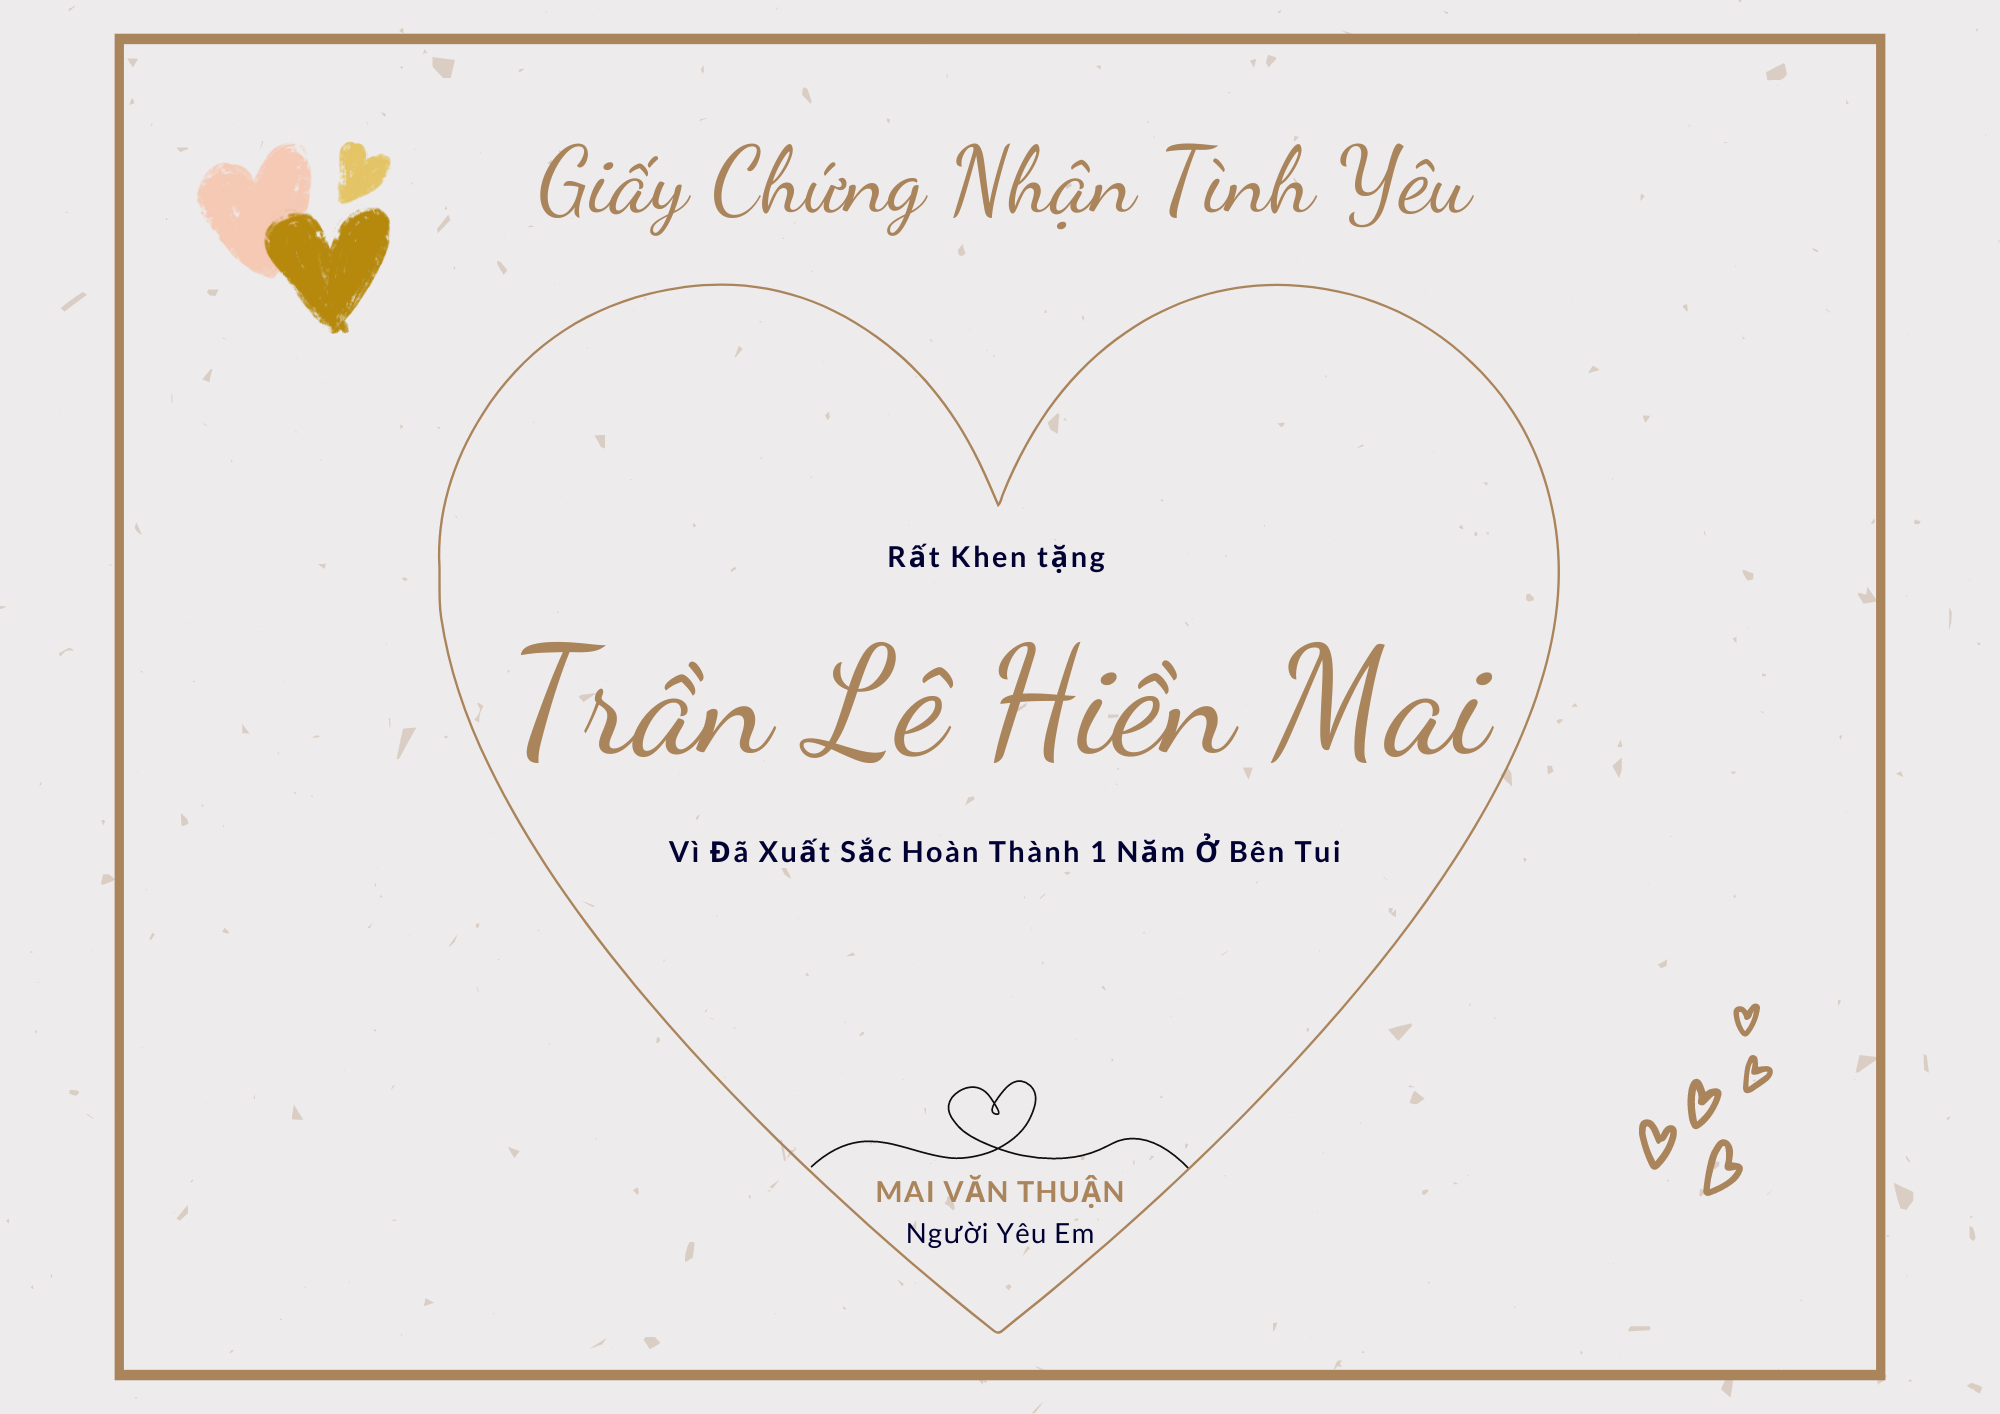 Giấy Chứng Nhận Tình Yêu
Rất Khen tặng
Trần Lê Hiền Mai
Vì Đã Xuất Sắc Hoàn Thành 1 Năm Ở Bên Tui
MAI VĂN THUẬN
Người Yêu Em